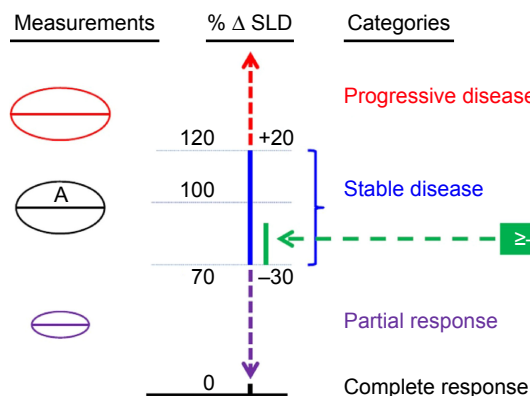 Measurements % Δ SLD Categories
Progressive disease
120 +20
A
100
Stable disease
≥–
70 –30
Partial response
0
Complete response